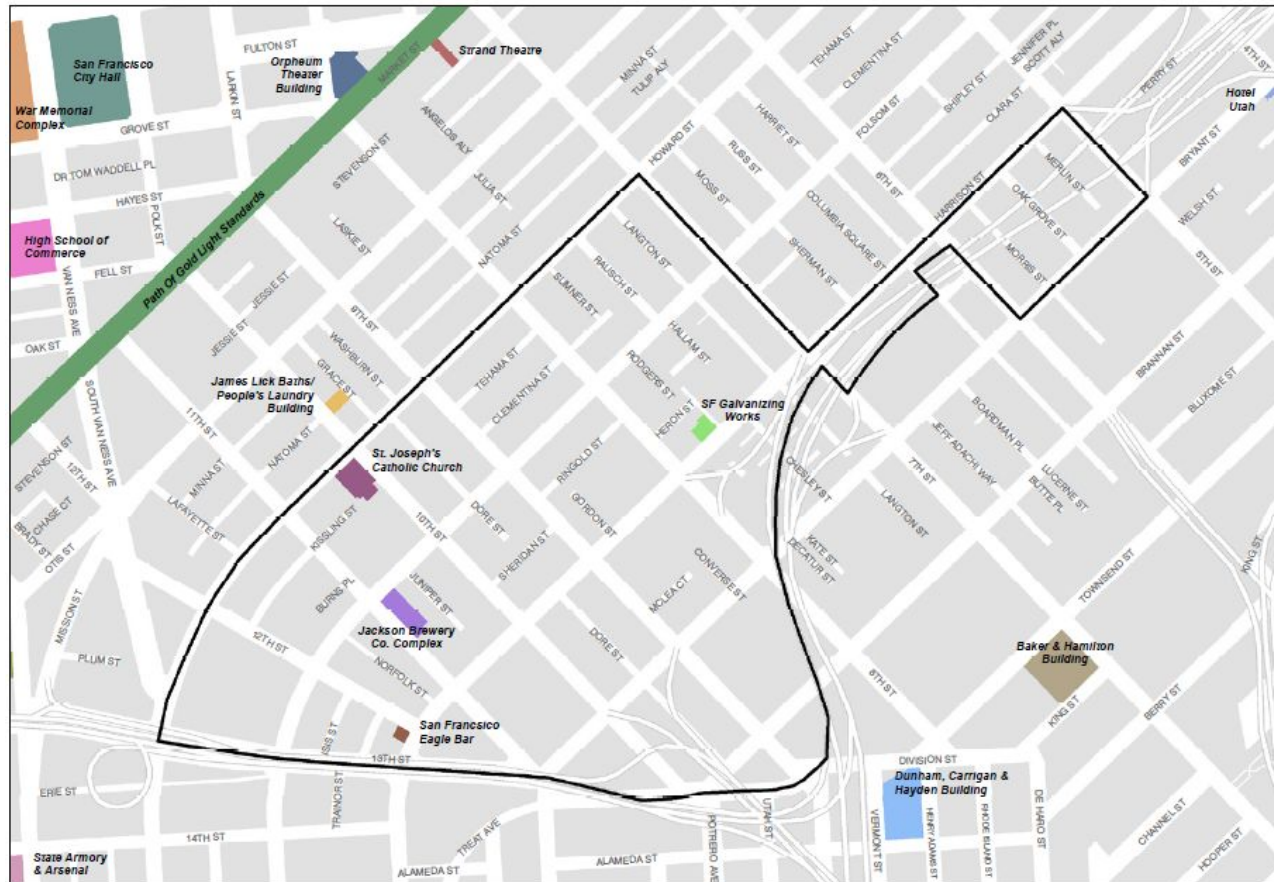 FULTON ST
MARKET ST
Strand Theatre
San Francisco
City Hall
LARKIN ST
Orpheum
Theater
Building
War Memorial
Complex
GROVE ST
DR TOM WADDELL PL
HAYES ST
POLK ST
High School of
Commerce
VAN NESS AVE
FELL ST
OAK ST
Path Of Gold Light Standards
STEVENSON ST
ANGELOS ALY
JULIA ST
LASKIE ST
NATOMA ST
JESSIE ST
JESSIE ST
9TH ST
WASHBURN ST
GRACE ST
James Lick Baths/
People's Laundry
Building
SOUTH VAN NESS AVE
11TH ST
NATOMA ST
MINNA ST
LAFAYETTE ST
12TH ST
STEVENSON ST
CHASE CT
BRADY ST
OTIS ST
MISSION ST
PLUM ST
MINNA ST
TULIP ALY
HOWARD ST
MOSS ST
RUSS ST
HARRIET ST
TEHAMA ST
CLEMENTINA ST
FOLSOM ST
SHIPLEY ST
CLARA ST
JENNIFER PL
SCOTT ALY
6TH ST
COLUMBIA SQUARE ST
SHERMAN ST
HARRISON ST
MERLIN ST
OAK GROVE ST
MORRIS ST
PERRY ST
4TH ST
Hotel
Utah
BRYANT ST
WELSH ST
5TH ST
BRANNAN ST
BLUXOME ST
LANGTON ST
RAUSCH ST
SUMNER ST
HALLAM ST
RODGERS ST
HERON ST
TEHAMA ST
CLEMENTINA ST
RINGOLD ST
GORDON ST
SF Galvanizing
Works
St. Joseph's
Catholic Church
KISSLING ST
10TH ST
DORE ST
SHERIDAN ST
BURNS PL
JUNIPER ST
Jackson Brewery
Co. Complex
12TH ST
NORFOLK ST
DORE ST
MCLEA CT
CONVERSE ST
CHESLEY ST
KATE ST
DECATUR ST
LANGTON ST
7TH ST
JEFF ADACHI WAY
BOARDMAN PL
LUCERNE ST
BUTTE PL
TOWNSEND ST
KING ST
Baker & Hamilton
Building
8TH ST
KING ST
BERRY ST
San Francsico
Eagle Bar
ISIS ST
13TH ST
TRAINOR ST
ERIE ST
14TH ST
TREAT AVE
ALAMEDA ST
ALAMEDA ST
POTRERO AVE
UTAH ST
DIVISION ST
Dunham, Carrigan &
Hayden Building
VERMONT ST
HENRY ADAMS ST
RHODE ISLAND ST
DE HARO ST
CHANNEL ST
HOOPER ST
State Armory
& Arsenal